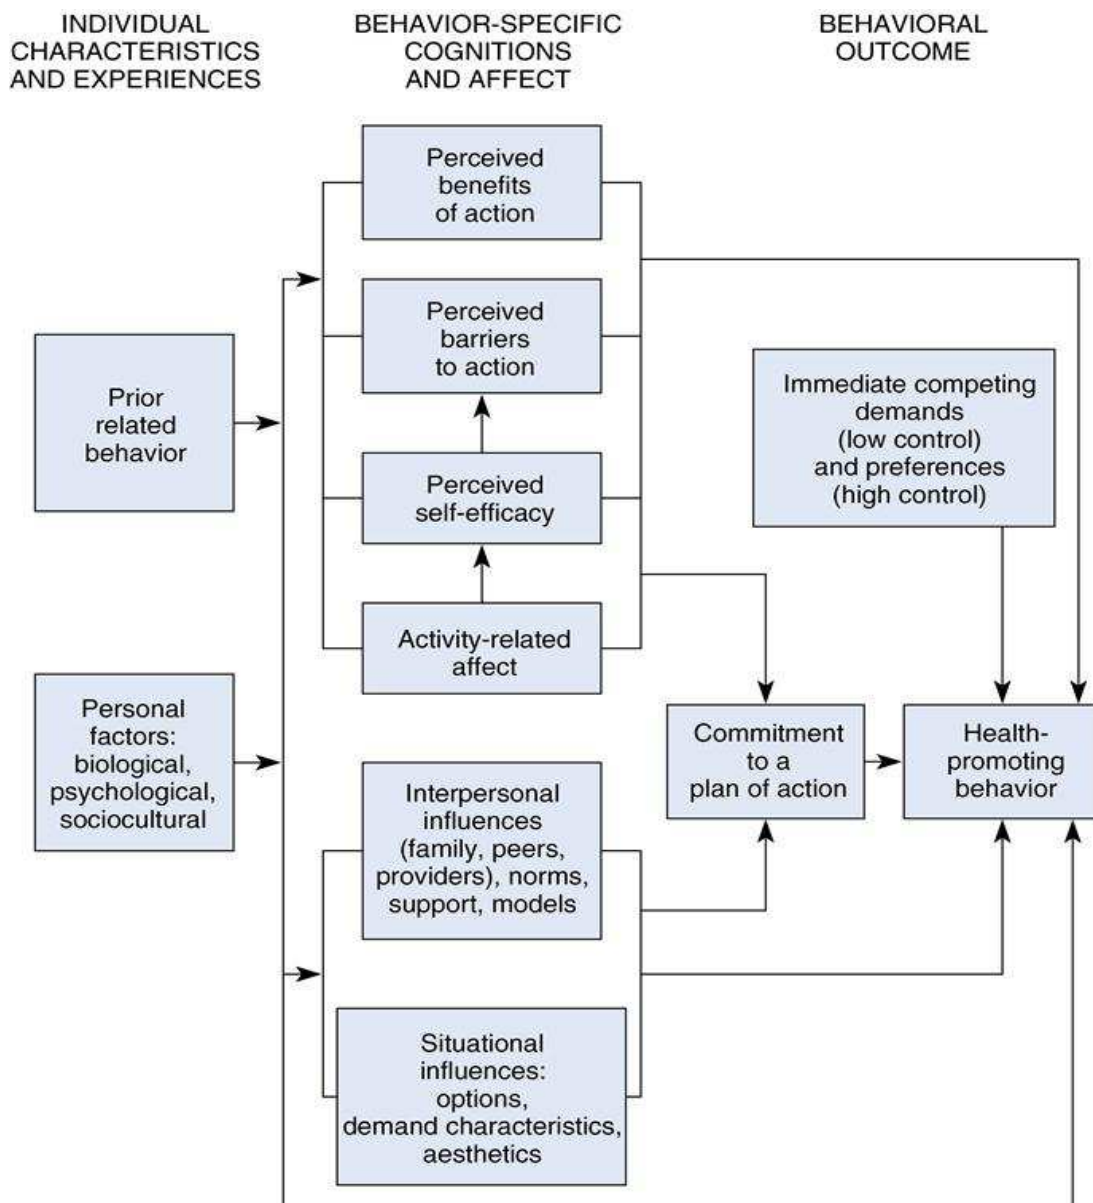 INDIVIDUAL
CHARACTERISTICS
AND EXPERIENCES
BEHAVIOR-SPECIFIC
COGNITIONS
AND AFFECT
BEHAVIORAL
OUTCOME
Perceived
benefits
of action
Perceived
barriers
to action
Prior
related
behavior
Immediate competing
demands
(low control)
and preferences
(high control)
Perceived
self-efficacy
Activity-related
affect
Personal
factors:
biological,
psychological,
sociocultural
Commitment
to a
plan of action
Health-
promoting
behavior
Interpersonal
influences
(family, peers,
providers), norms,
support, models
Situational
influences:
options,
demand characteristics,
aesthetics